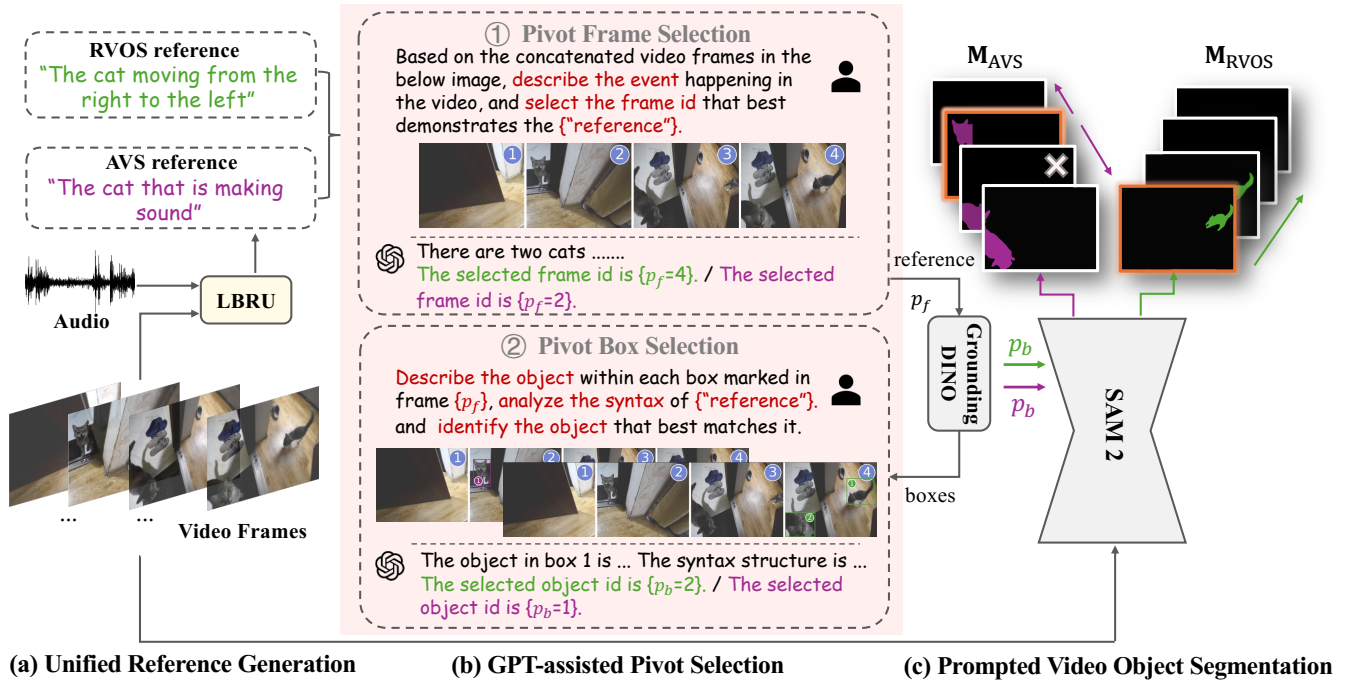 RVOS reference
“The cat moving from the
right to the left”
AVS reference
“The cat that is making
sound”
Audio
LBRU
...
...
Video Frames
(a) Unified Reference Generation
① Pivot Frame Selection
Based on the concatenated video frames in the
below image, describe the event happening in
the video, and select the frame id that best
demonstrates the {“reference”}.
1
2
3
4
There are two cats .......
The selected frame id is {p_f=4}. / The selected
frame id is {p_f=2}.
② Pivot Box Selection
Describe the object within each box marked in
frame {p_f}, analyze the syntax of {“reference”}.
and identify the object that best matches it.
1
1
2
3
4
1
1
2
The object in box 1 is ... The syntax structure is ...
The selected object id is {p_b=2}. / The selected
object id is {p_b=1}.
(b) GPT-assisted Pivot Selection
reference
p_f
Grounding
DINO
boxes
p_b
p_b
SAM 2
M_AVS
M_RVOS
(c) Prompted Video Object Segmentation